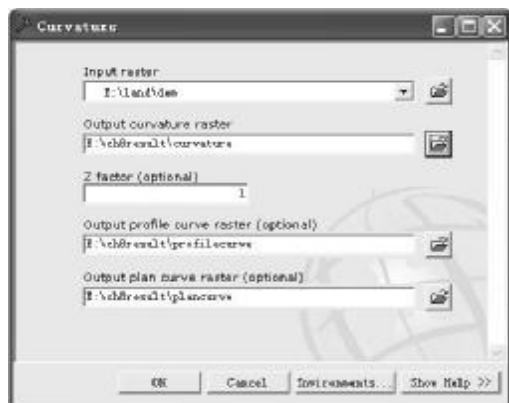 Curvature
Input raster
E:\land\dem
Output curvature raster
E:\ch8result\curvature
Z factor (optional)
1
Output profile curve raster (optional)
E:\ch8result\profilecurve
Output plan curve raster (optional)
E:\ch8result\plancurve
OK Cancel Environments... Show Help >>